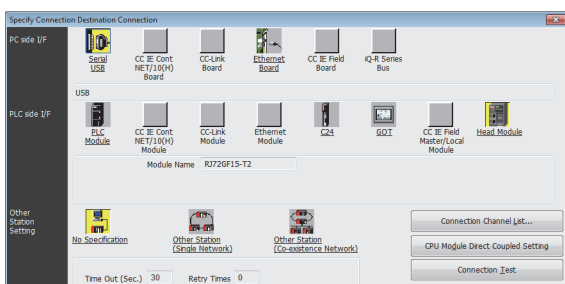 Specify Connection Destination Connection
PC side I/F
Serial USB
CC IE Cont NET/10(H) Board
CC-Link Board
Ethernet Board
CC IE Field Board
iQ-R Series Bus
USB
PLC side I/F
PLC Module
CC IE Cont NET/10(H) Module
CC-Link Module
Ethernet Module
C24
GOT
CC IE Field Master/Local Module
Head Module
Module Name RJ72GF15-T2
Other Station Setting
No Specification
Other Station (Single Network)
Other Station (Co-existence Network)
Time Out (Sec.) 30 Retry Times 0
Connection Channel List...
CPU Module Direct Coupled Setting
Connection Test